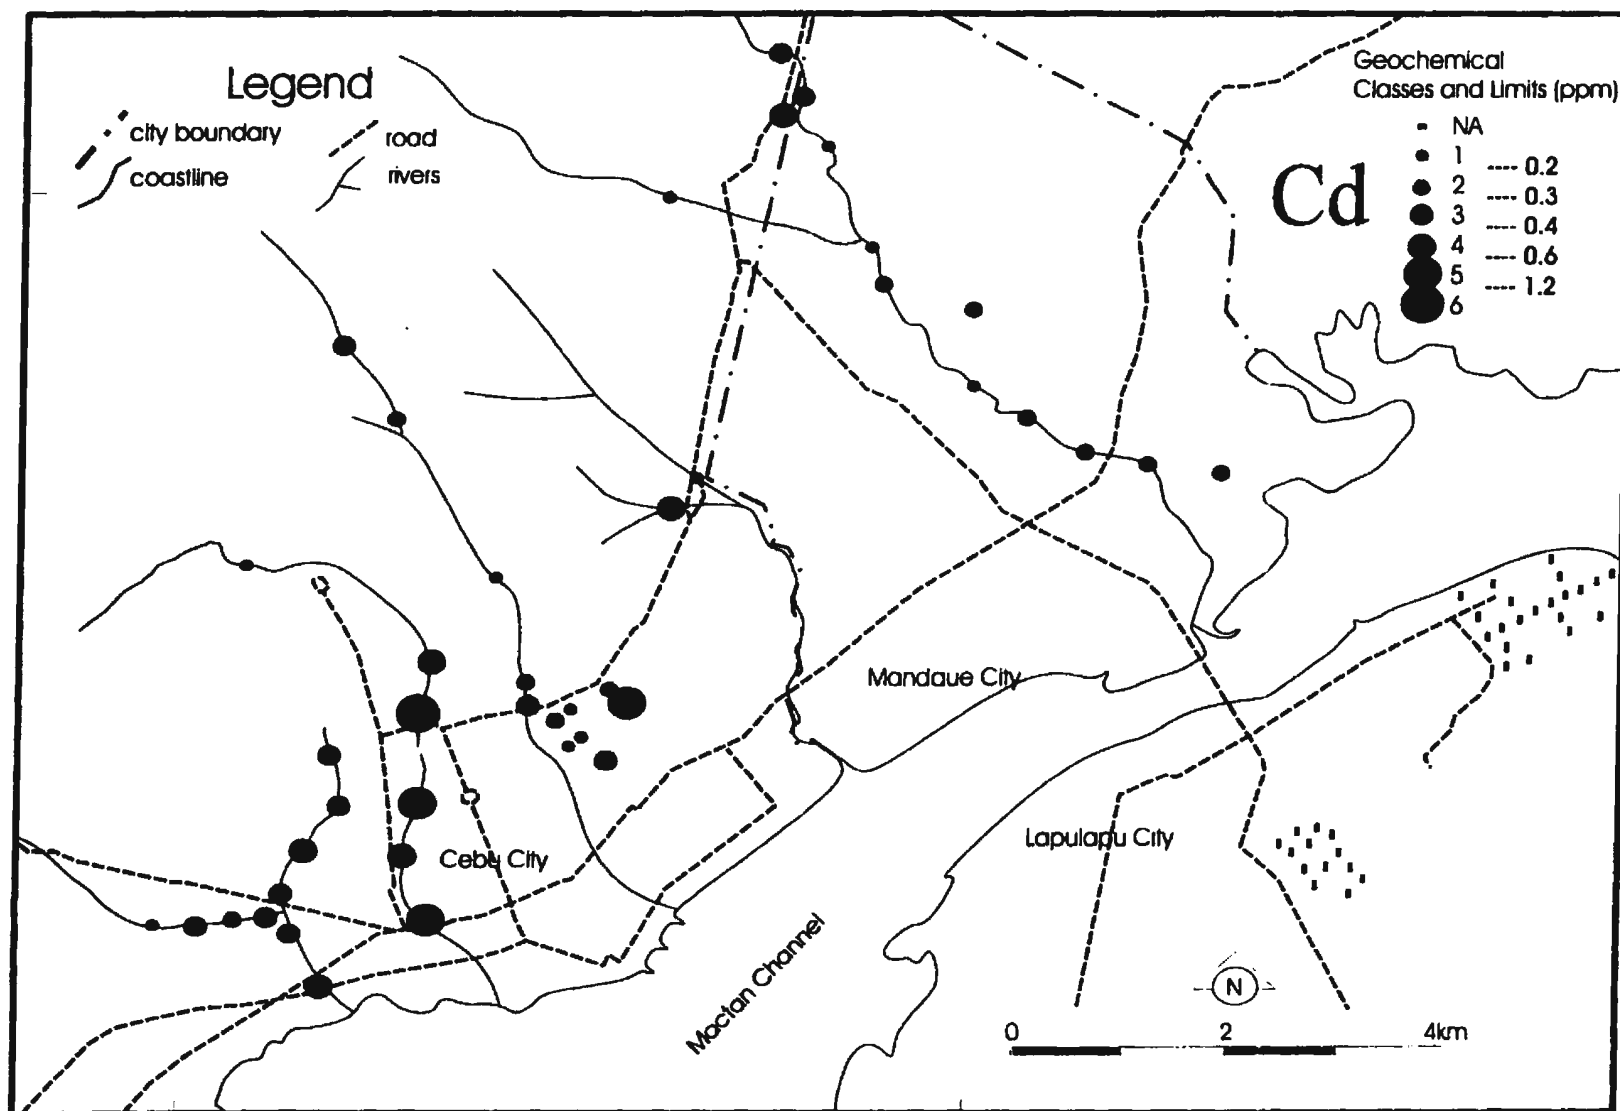 Legend
city boundary
road
coastline
rivers
Geochemical
Classes and Limits (ppm)
NA
1
---- 0.2
2
---- 0.3
3
---- 0.4
4
---- 0.6
5
---- 1.2
6
Cd
Mandaue City
Cebu City
Lapulapu City
Mactan Channel
N
0 2 4km